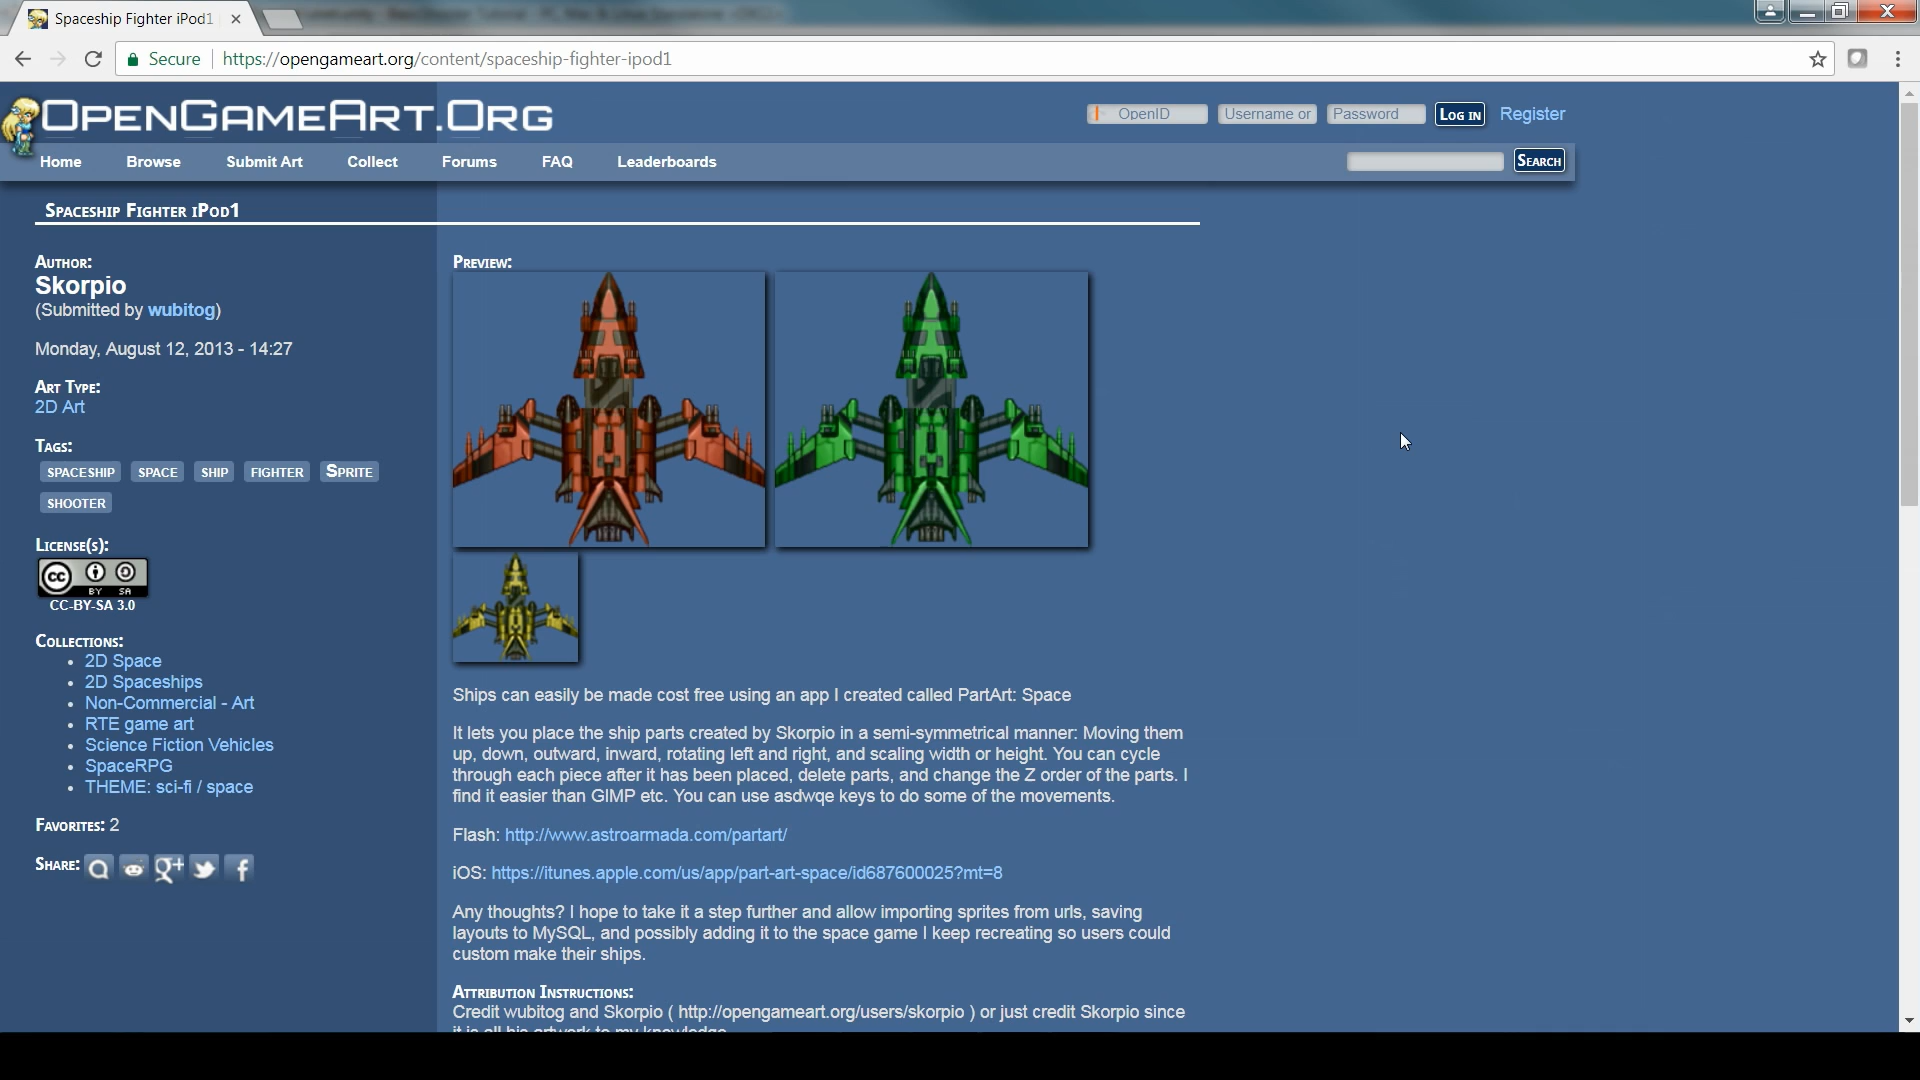 Spaceship Fighter iPod1
Secure
https://opengameart.org/content/spaceship-fighter-ipod1
OpenGameArt.Org
OpenID
Username or
Password
Log in
Register
Home
Browse
Submit Art
Collect
Forums
FAQ
Leaderboards
Search
Spaceship Fighter iPod1
Author:
Skorpio
(Submitted by wubitog)
Monday, August 12, 2013 - 14:27
Art Type:
2D Art
Tags:
SPACESHIP SPACE SHIP FIGHTER Sprite
SHOOTER
License(s):
cc BY SA
CC-BY-SA 3.0
Collections:
• 2D Space
• 2D Spaceships
• Non-Commercial - Art
• RTE game art
• Science Fiction Vehicles
• SpaceRPG
• THEME: sci-fi / space
Favorites: 2
Share:
Preview:
Ships can easily be made cost free using an app I created called PartArt: Space
It lets you place the ship parts created by Skorpio in a semi-symmetrical manner: Moving them
up, down, outward, inward, rotating left and right, and scaling width or height. You can cycle
through each piece after it has been placed, delete parts, and change the Z order of the parts. I
find it easier than GIMP etc. You can use asdwqe keys to do some of the movements.
Flash: http://www.astroarmada.com/partart/
iOS: https://itunes.apple.com/us/app/part-art-space/id687600025?mt=8
Any thoughts? I hope to take it a step further and allow importing sprites from urls, saving
layouts to MySQL, and possibly adding it to the space game I keep recreating so users could
custom make their ships.
Attribution Instructions:
Credit wubitog and Skorpio ( http://opengameart.org/users/skorpio ) or just credit Skorpio since
it is all his artwork to my knowledge